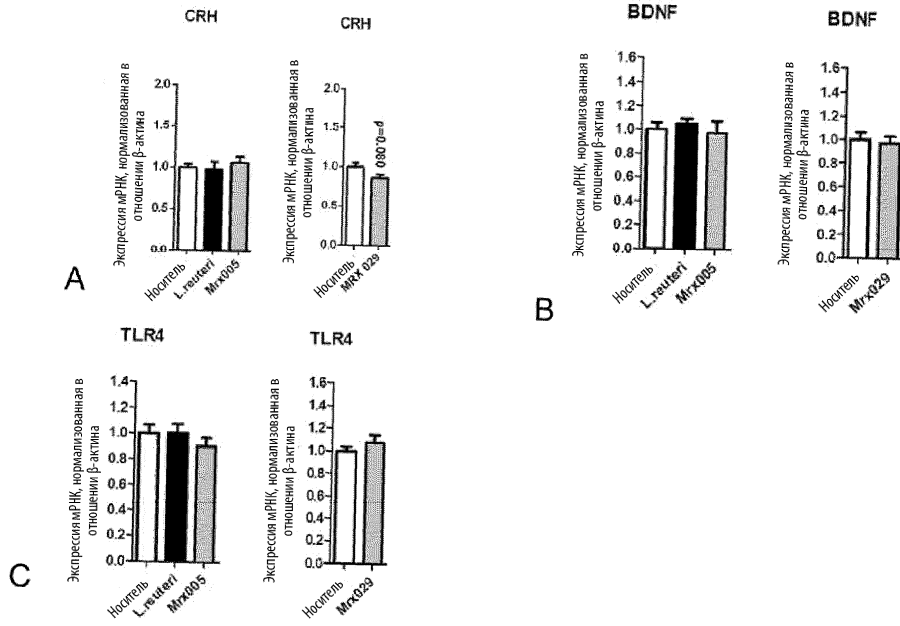 CRH
Экспрессия мРНК, нормализованная в
отношении β-актина
2.0
1.5
1.0
0.5
0.0
Носитель
L.reuteri
Mrx005
CRH
Экспрессия мРНК, нормализованная в
отношении β-актина
2.0
1.5
1.0
0.5
0.0
p=0.080
Носитель
MRX 029
A
BDNF
Экспрессия мРНК, нормализованная в
отношении β-актина
1.6
1.4
1.2
1.0
0.8
0.6
0.4
0.2
0.0
Носитель
L.reuteri
Mrx005
BDNF
Экспрессия мРНК, нормализованная в
отношении β-актина
1.6
1.4
1.2
1.0
0.8
0.6
0.4
0.2
0.0
Носитель
Mrx029
B
TLR4
Экспрессия мРНК, нормализованная в
отношении β-актина
1.4
1.2
1.0
0.8
0.6
0.4
0.2
0.0
Носитель
L.reuteri
Mrx005
TLR4
Экспрессия мРНК, нормализованная в
отношении β-актина
1.6
1.4
1.2
1.0
0.8
0.6
0.4
0.2
0.0
Носитель
Mrx029
C